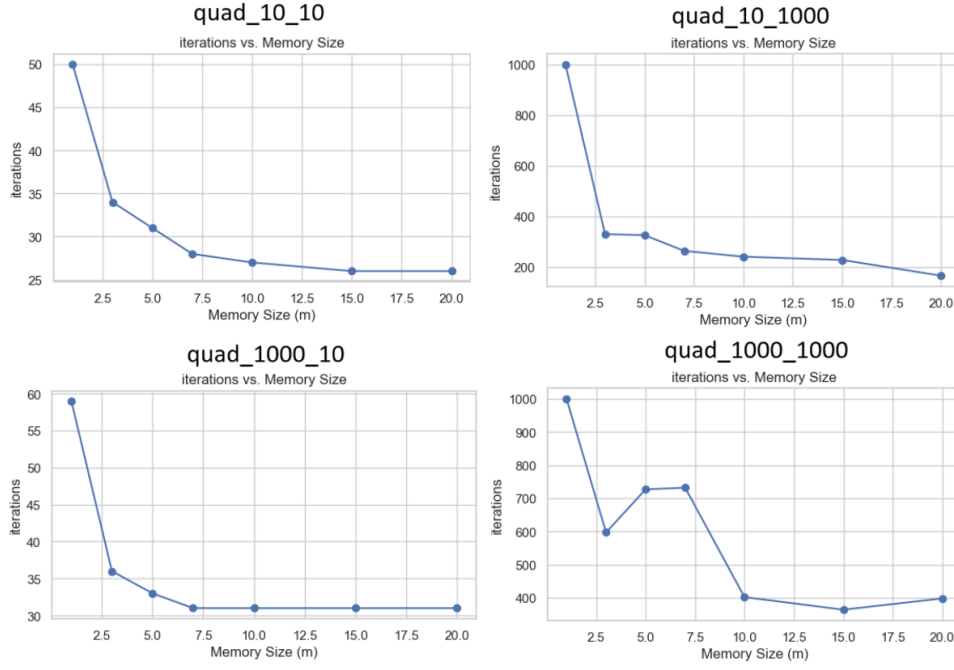 quad_10_10
iterations vs. Memory Size
50
45
40
35
30
25
iterations
2.5 5.0 7.5 10.0 12.5 15.0 17.5 20.0
Memory Size (m)
quad_10_1000
iterations vs. Memory Size
1000
800
600
400
200
iterations
2.5 5.0 7.5 10.0 12.5 15.0 17.5 20.0
Memory Size (m)
quad_1000_10
iterations vs. Memory Size
60
55
50
45
40
35
30
iterations
2.5 5.0 7.5 10.0 12.5 15.0 17.5 20.0
Memory Size (m)
quad_1000_1000
iterations vs. Memory Size
1000
900
800
700
600
500
400
iterations
2.5 5.0 7.5 10.0 12.5 15.0 17.5 20.0
Memory Size (m)